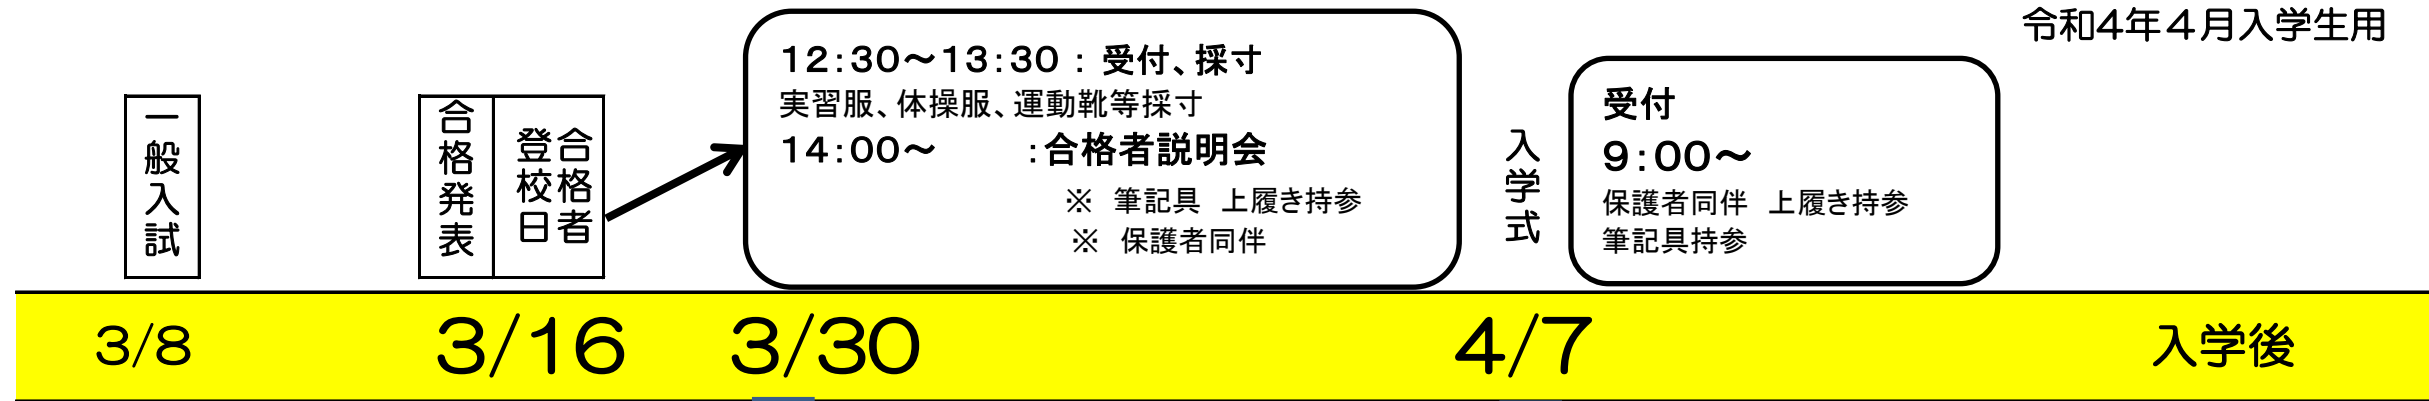 令和4年４月入学生用
一般入試
合格発表
合格者
登校日
12:30～13:30 : 受付、採寸
実習服、体操服、運動靴等採寸
14:00～　　:合格者説明会
※　筆記具　上履き持参
※　保護者同伴
入学式
受付
9:00～
保護者同伴　上履き持参
筆記具持参
3/8
3/16
3/30
4/7
入学後